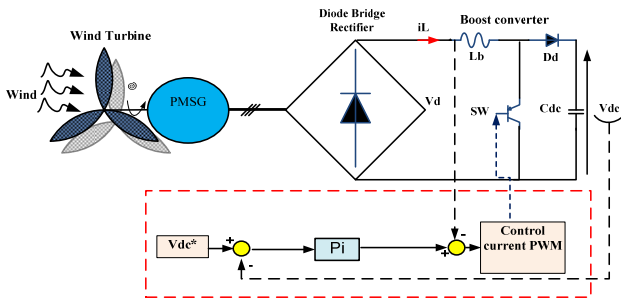 Diode Bridge
Rectifier
iL
Boost converter
Wind Turbine
Lb
Dd
Wind
PMSG
Vd
SW
Cdc
Vdc
Vdc*
+
-
Pi
+
-
Control
current PWM